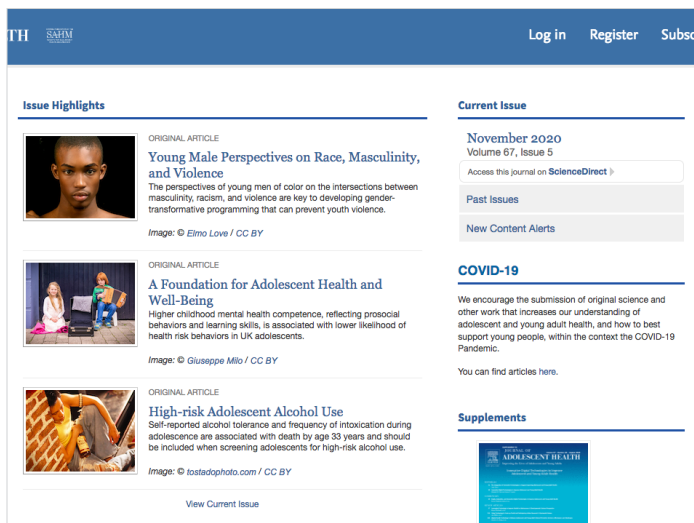 TH
SAHM
Log in
Register
Subsc
Issue Highlights
ORIGINAL ARTICLE
Young Male Perspectives on Race, Masculinity,
and Violence
The perspectives of young men of color on the intersections between
masculinity, racism, and violence are key to developing gender-
transformative programming that can prevent youth violence.
Image: © Elmo Love / CC BY
ORIGINAL ARTICLE
A Foundation for Adolescent Health and
Well-Being
Higher childhood mental health competence, reflecting prosocial
behaviors and learning skills, is associated with lower likelihood of
health risk behaviors in UK adolescents.
Image: © Giuseppe Milo / CC BY
ORIGINAL ARTICLE
High-risk Adolescent Alcohol Use
Self-reported alcohol tolerance and frequency of intoxication during
adolescence are associated with death by age 33 years and should
be included when screening adolescents for high-risk alcohol use.
Image: © tostadophoto.com / CC BY
View Current Issue
Current Issue
November 2020
Volume 67, Issue 5
Access this journal on ScienceDirect
Past Issues
New Content Alerts
COVID-19
We encourage the submission of original science and
other work that increases our understanding of
adolescent and young adult health, and how to best
support young people, within the context the COVID-19
Pandemic.
You can find articles here.
Supplements
JOURNAL OF
ADOLESCENT HEALTH